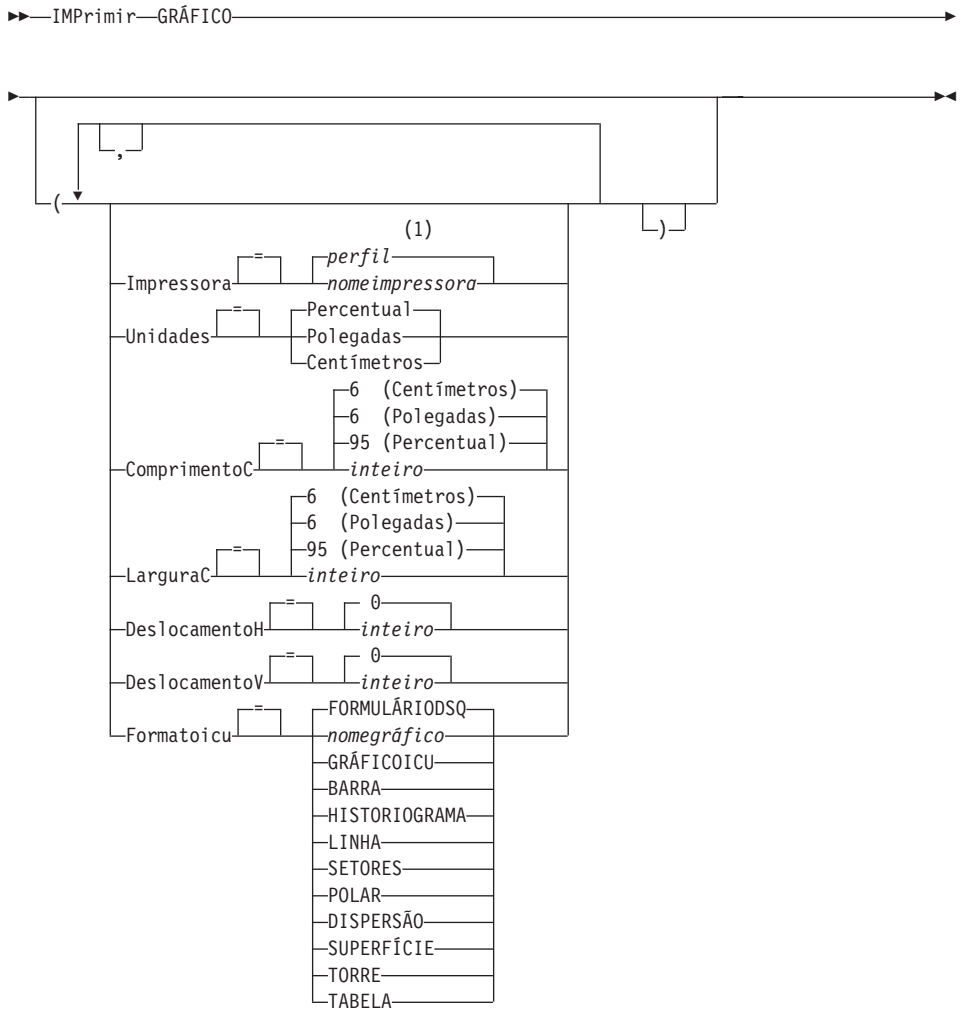 IMPrimir GRÁFICO
,
(
)
(1)
Impressora = perfil
nomeimpressora
Unidades = Percentual
Polegadas
Centímetros
ComprimentoC = 6 (Centímetros)
6 (Polegadas)
95 (Percentual)
inteiro
LarguraC = 6 (Centímetros)
6 (Polegadas)
95 (Percentual)
inteiro
DeslocamentoH = 0
inteiro
DeslocamentoV = 0
inteiro
Formatoicu = FORMULÁRIODSQ
nomegráfico
GRÁFICOICU
BARRA
HISTORIOGRAMA
LINHA
SETORES
POLAR
DISPERSÃO
SUPERFÍCIE
TORRE
TABELA